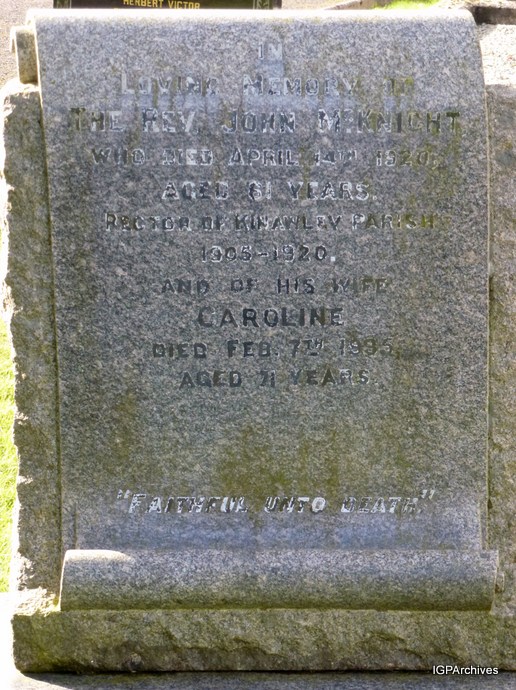 HERBERT VICTOR
IN
LOVING MEMORY OF
THE REV. JOHN McKNIGHT
WHO DIED APRIL 14TH 1920,
AGED 61 YEARS.
RECTOR OF KINAWLEY PARISH
1905-1920.
AND OF HIS WIFE
CAROLINE
DIED FEB. 7TH 1935,
AGED 71 YEARS.
"FAITHFUL UNTO DEATH."
IGPArchives